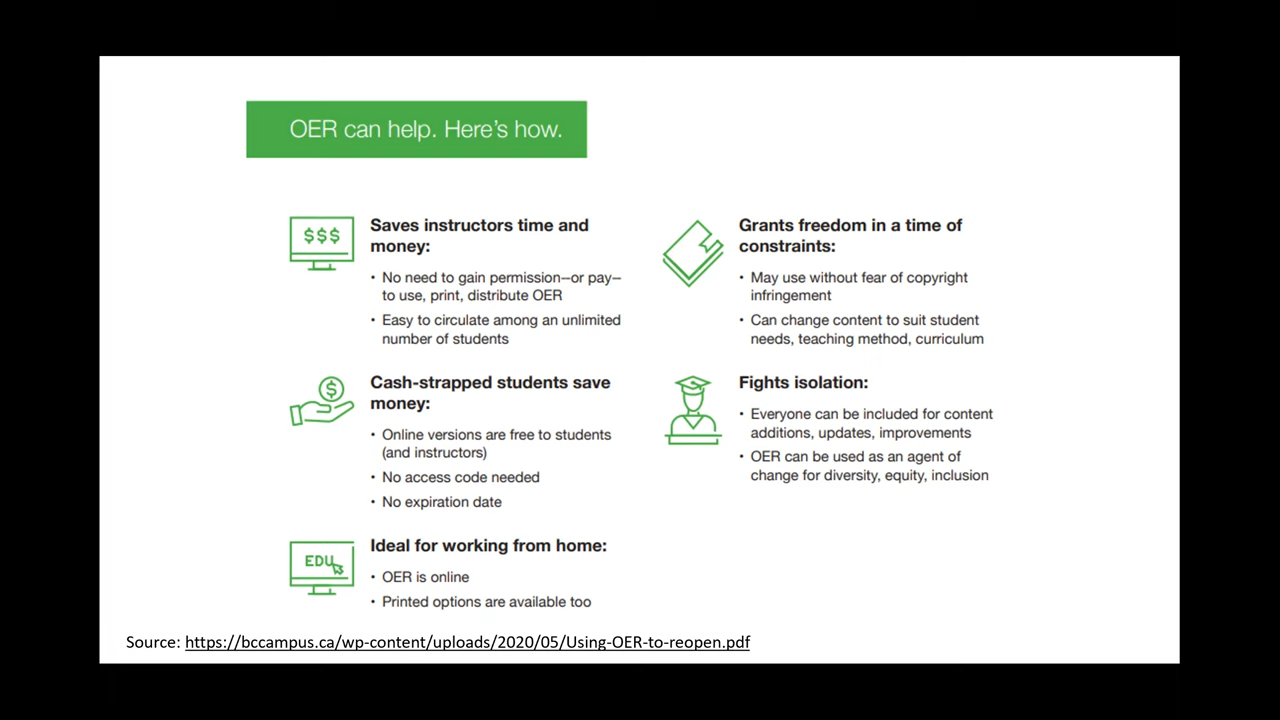 OER can help. Here's how.
$$$
Saves instructors time and
money:
• No need to gain permission—or pay—
to use, print, distribute OER
• Easy to circulate among an unlimited
number of students
$
Cash-strapped students save
money:
• Online versions are free to students
(and instructors)
• No access code needed
• No expiration date
EDU
Ideal for working from home:
• OER is online
• Printed options are available too
Grants freedom in a time of
constraints:
• May use without fear of copyright
infringement
• Can change content to suit student
needs, teaching method, curriculum
Fights isolation:
• Everyone can be included for content
additions, updates, improvements
• OER can be used as an agent of
change for diversity, equity, inclusion
Source: https://bccampus.ca/wp-content/uploads/2020/05/Using-OER-to-reopen.pdf